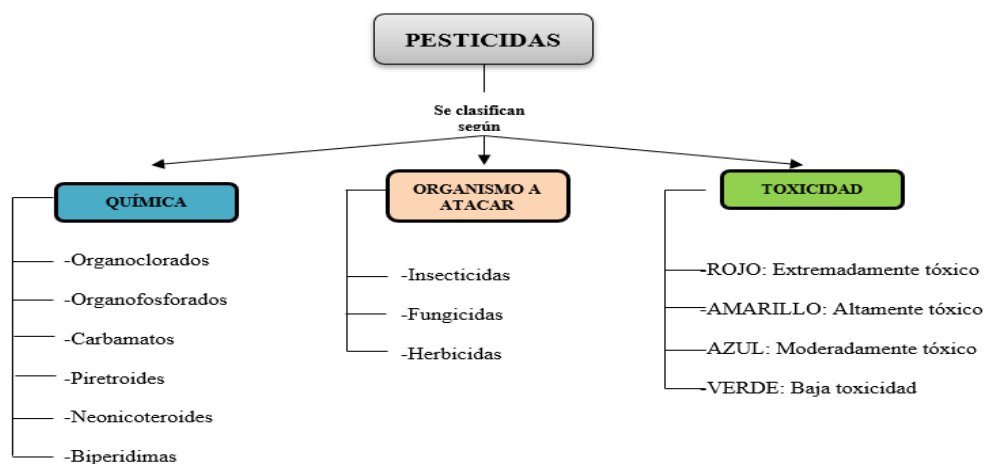 PESTICIDAS
Se clasifican
según
QUÍMICA
-Organoclorados
-Organofosforados
-Carbamatos
-Piretroides
-Neonicoteroides
-Biperidimas
ORGANISMO A
ATACAR
-Insecticidas
-Fungicidas
-Herbicidas
TOXICIDAD
-ROJO: Extremadamente tóxico
-AMARILLO: Altamente tóxico
-AZUL: Moderadamente tóxico
-VERDE: Baja toxicidad